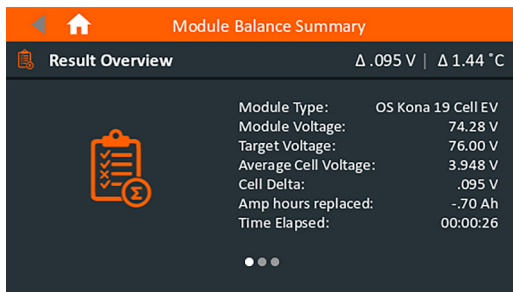 Module Balance Summary
Result Overview Δ .095 V | Δ 1.44 °C
Module Type: OS Kona 19 Cell EV
Module Voltage: 74.28 V
Target Voltage: 76.00 V
Average Cell Voltage: 3.948 V
Cell Delta: .095 V
Amp hours replaced: -.70 Ah
Time Elapsed: 00:00:26